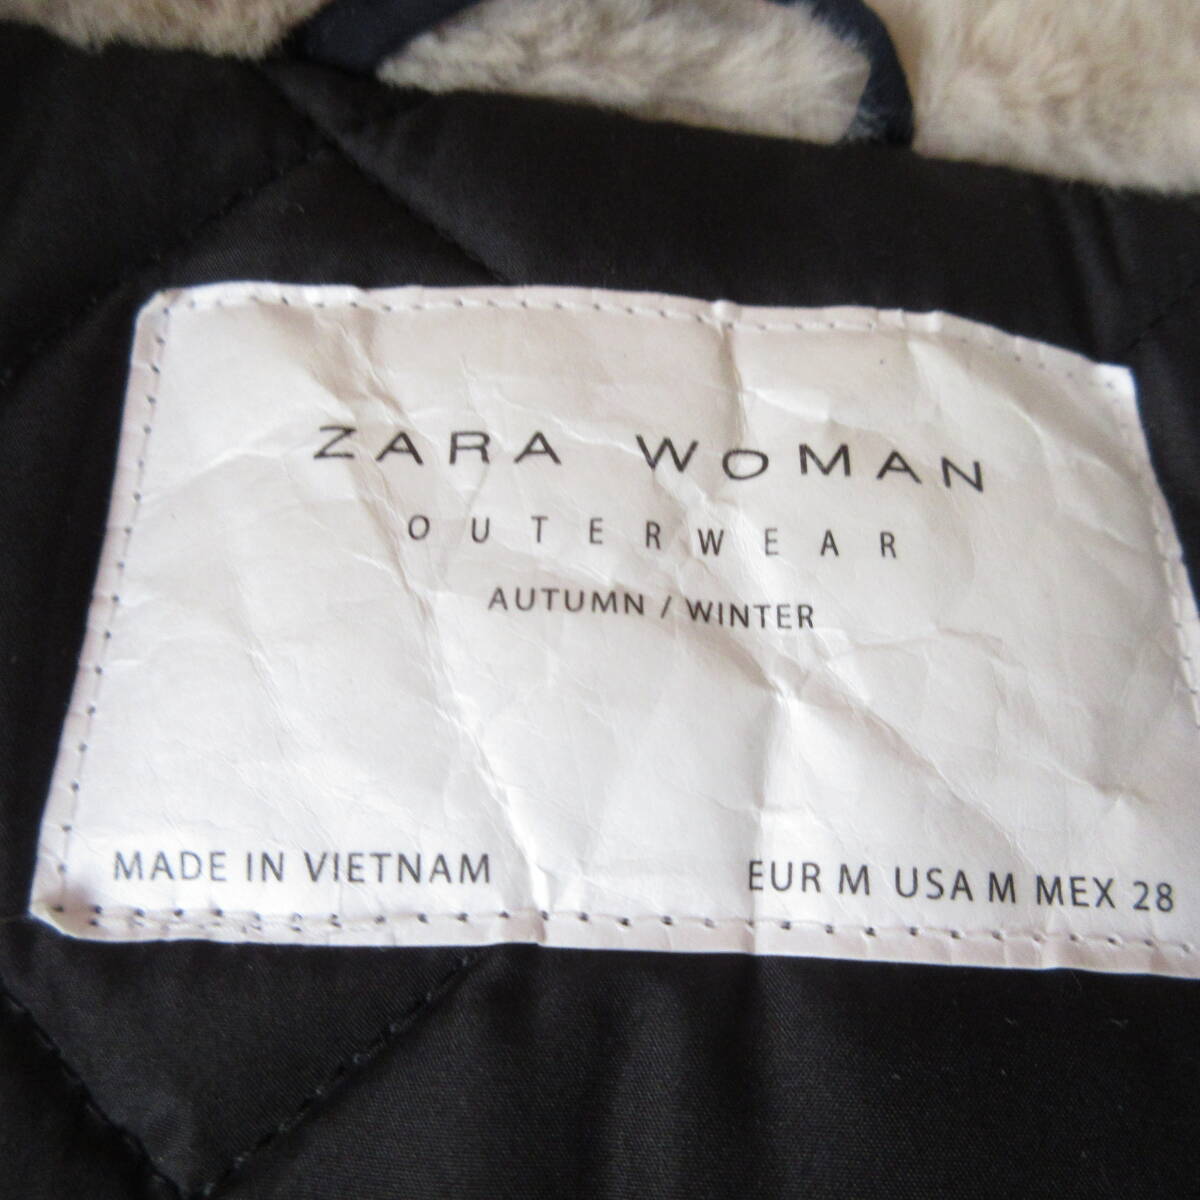 ZARA WOMAN
OUTERWEAR
AUTUMN / WINTER
MADE IN VIETNAM
EUR M USA M MEX 28